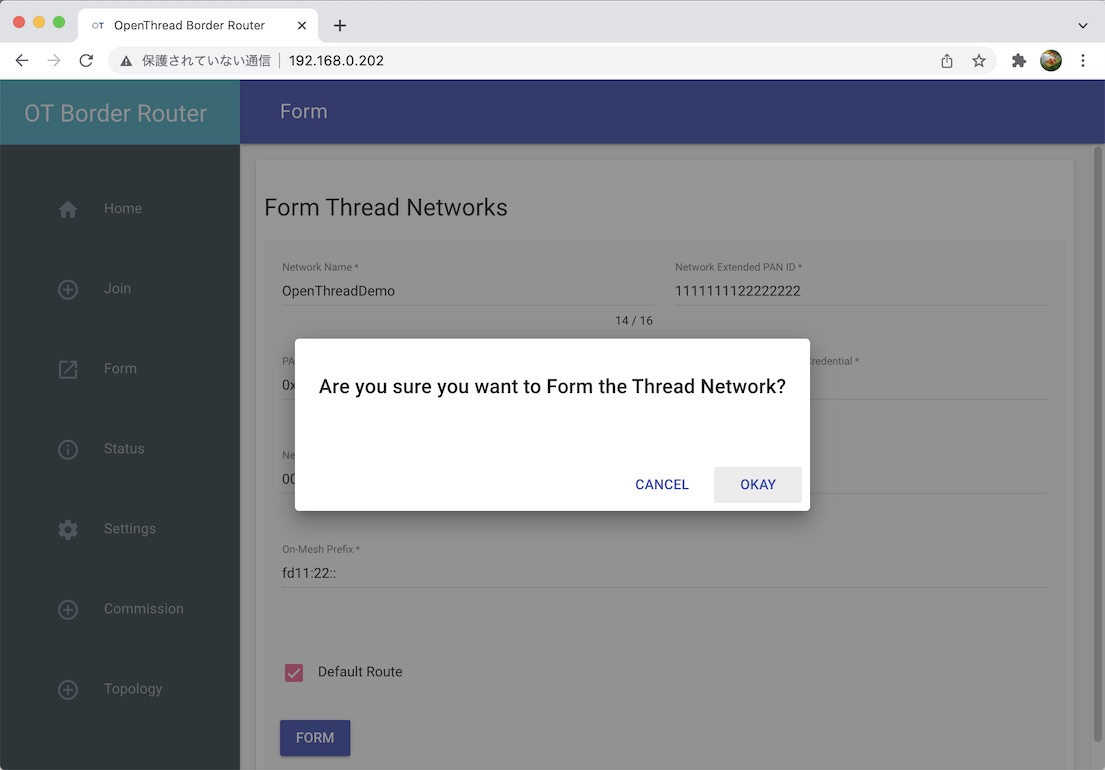 OT OpenThread Border Router
保護されていない通信 192.168.0.202
OT Border Router
Form
Home
Join
Form
Status
Settings
Commission
Topology
Form Thread Networks
Network Name * Network Extended PAN ID *
OpenThreadDemo 1111111122222222
14 / 16
PA
0x
Credential *
Are you sure you want to Form the Thread Network?
CANCEL OKAY
Ne
00
On-Mesh Prefix *
fd11:22::
Default Route
FORM